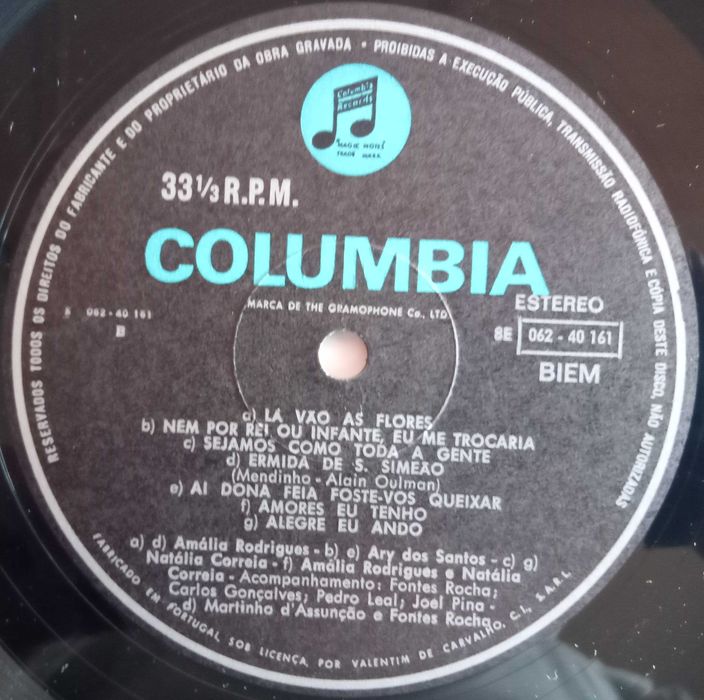 RESERVADOS TODOS OS DIREITOS DO FABRICANTE E DO PROPRIETÁRIO DA OBRA GRAVADA • PROIBIDAS A EXECUÇÃO PÚBLICA, TRANSMISSÃO RADIOFÓNICA E CÓPIA DESTE DISCO, NÃO AUTORIZADAS
Columbia
Records
MAGIC NOTES
TRADE MARK
33 1/3 R.P.M.
COLUMBIA
MARCA DE THE GRAMOPHONE Co., LTD
ESTEREO
8E 062 - 40 161
BIEM
062 - 40 161
B
a) LÁ VÃO AS FLORES
b) NEM POR REI OU INFANTE, EU ME TROCARIA
c) SEJAMOS COMO TODA A GENTE
d) ERMIDA DE S. SIMEÃO
(Mendinho - Alain Oulman)
e) AI DONA FEIA FOSTE-VOS QUEIXAR
f) AMORES EU TENHO
g) ALEGRE EU ANDO
a) d) Amália Rodrigues - b) e) Ary dos Santos - c) g)
Natália Correia - f) Amália Rodrigues e Natália
Correia - Acompanhamento: Fontes Rocha;
Carlos Gonçalves; Pedro Leal; Joel Pina -
d) Martinho d'Assunção e Fontes Rocha
FABRICADO EM PORTUGAL, SOB LICENÇA, POR VALENTIM DE CARVALHO, C.I., S.A.R.L.